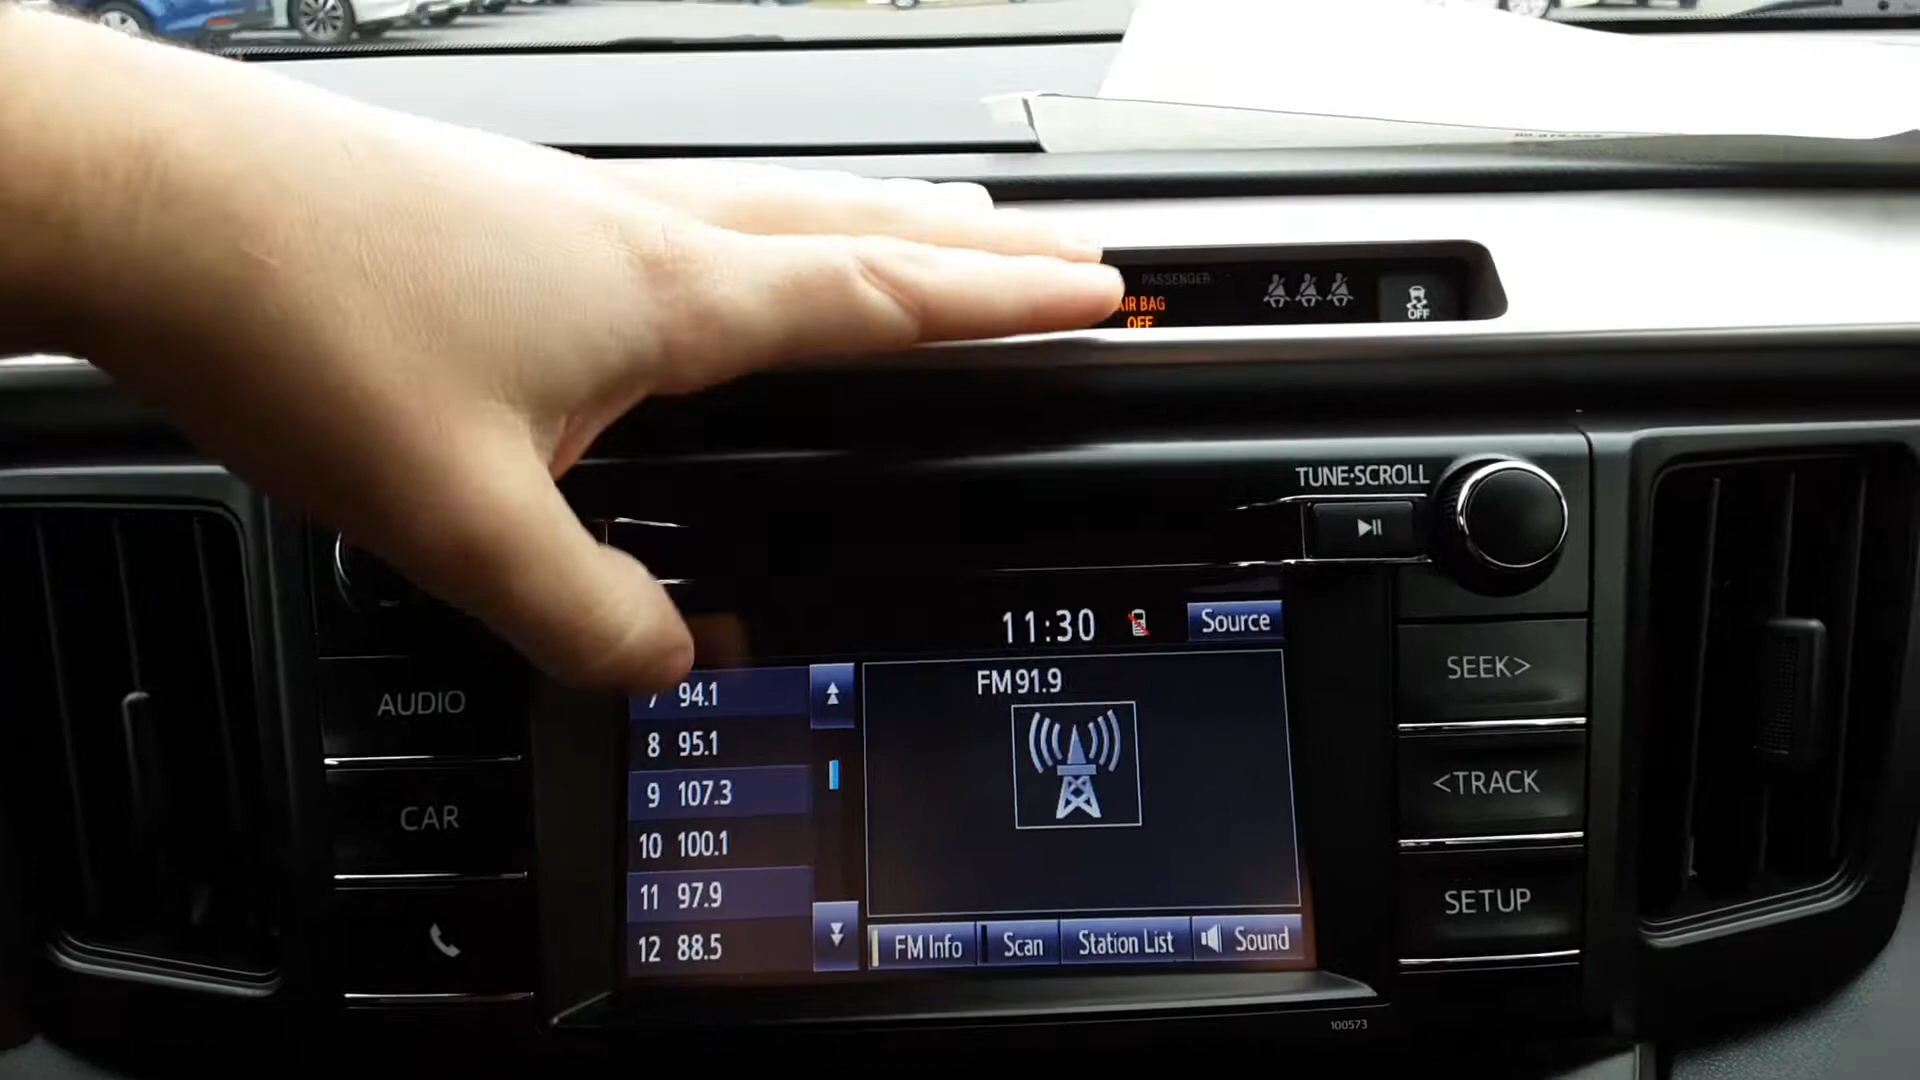 PASSENGER
AIR BAG
OFF
OFF
TUNE·SCROLL
11:30
Source
AUDIO
CAR
7 94.1
8 95.1
9 107.3
10 100.1
11 97.9
12 88.5
FM 91.9
FM Info
Scan
Station List
Sound
SEEK>
<TRACK
SETUP
100573